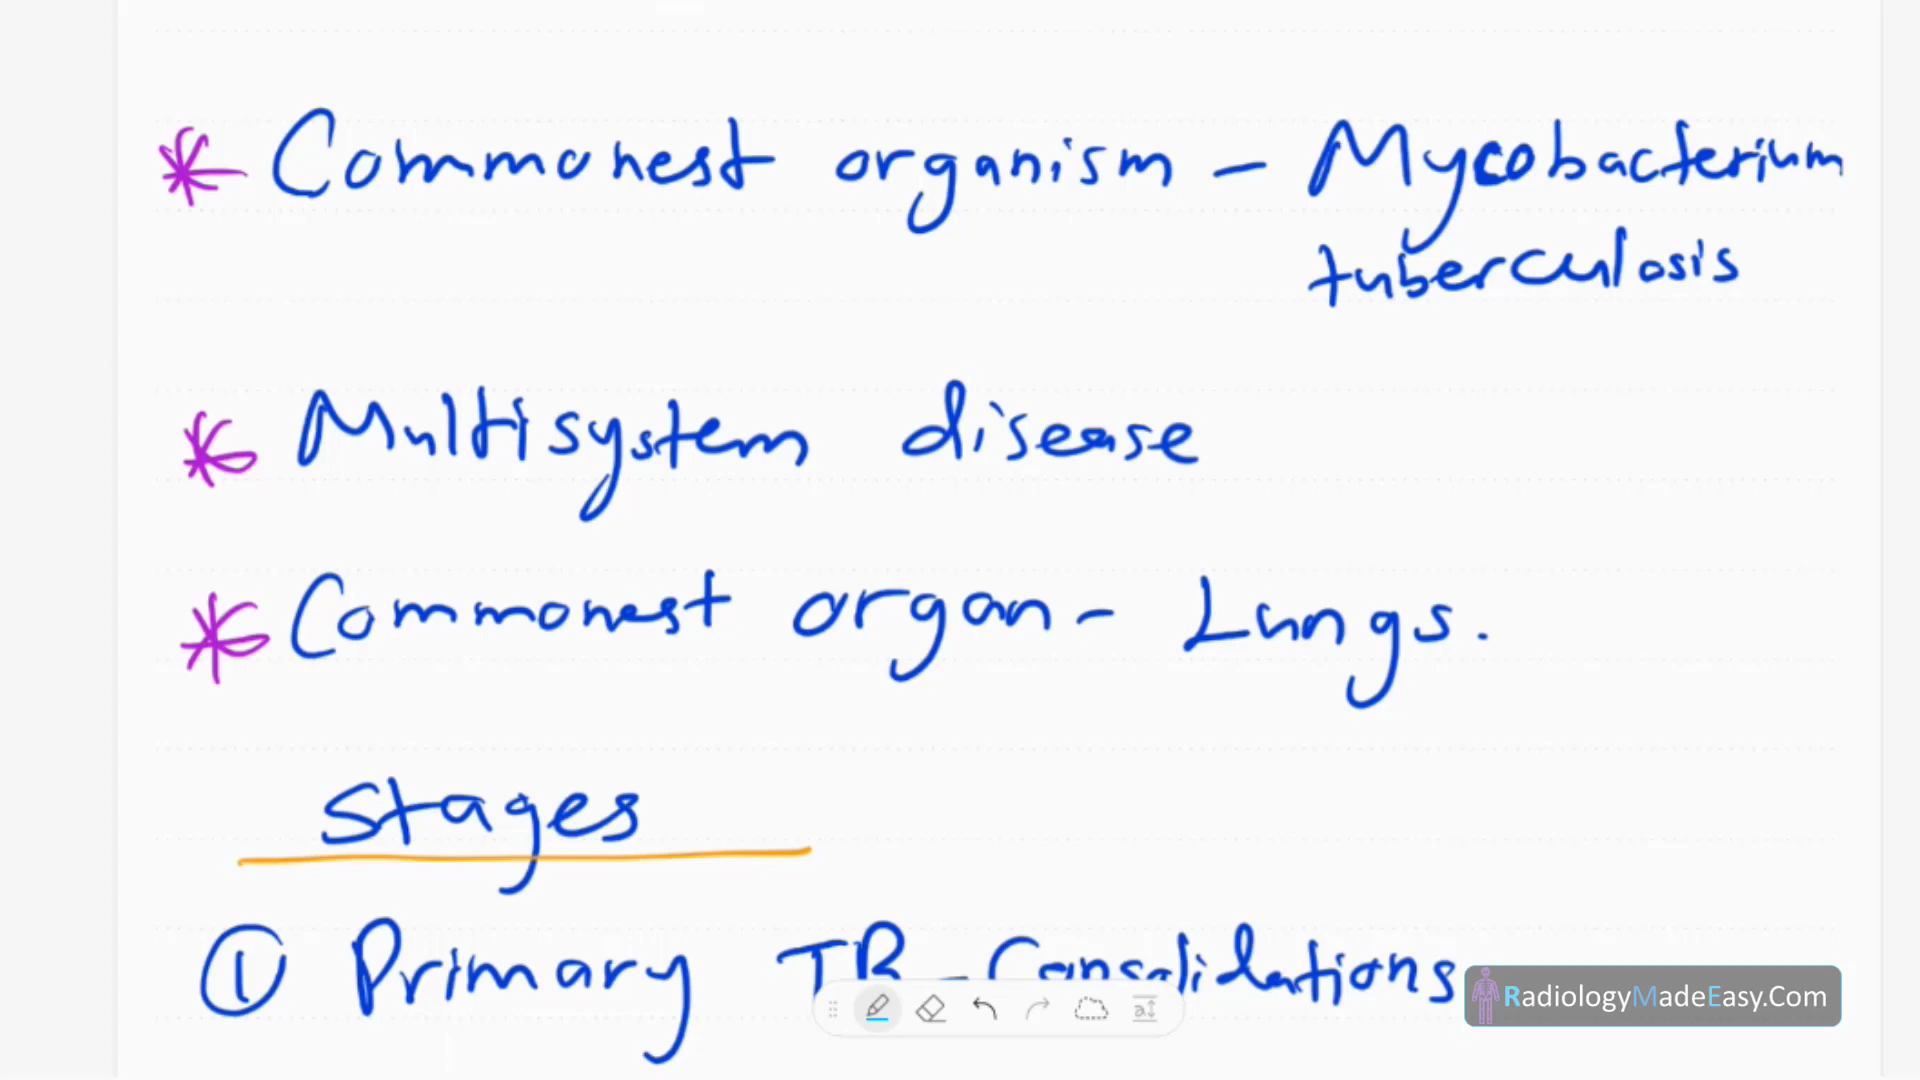 * Commonest organism - Mycobacterium
tuberculosis
* Multisystem disease
* Commonest organ - Lungs.
Stages
① Primary TB - Consolidations
RadiologyMadeEasy.Com